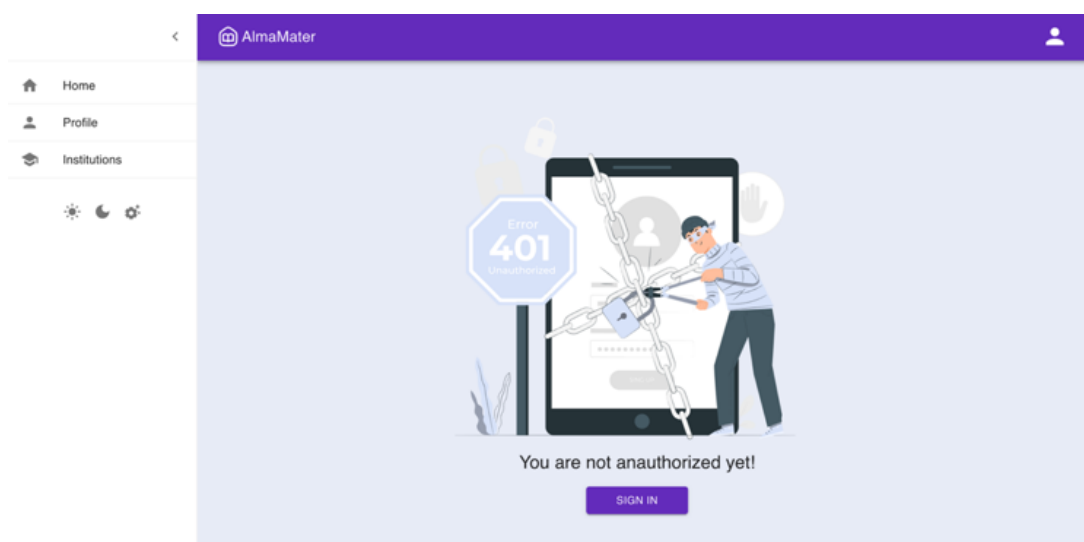 AlmaMater
Home
Profile
Institutions
Error
401
Unauthorized
You are not anauthorized yet!
SIGN IN